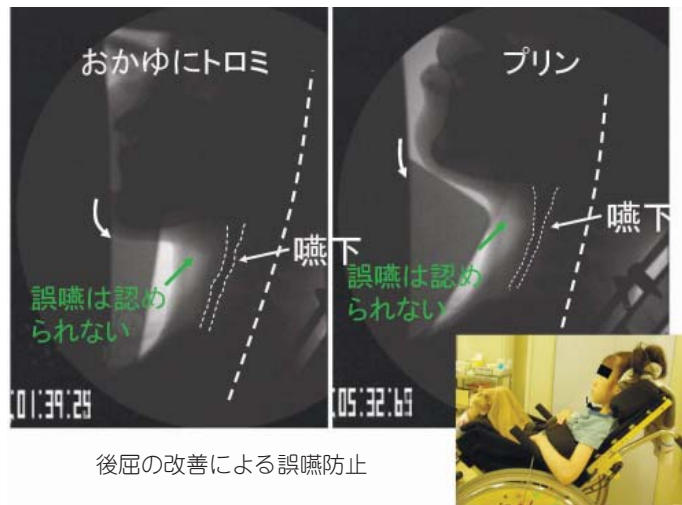 おかゆにトロミ
プリン
嚥下
嚥下
誤嚥は認め
られない
誤嚥は認め
られない
01:39:29
05:32:69
後屈の改善による誤嚥防止